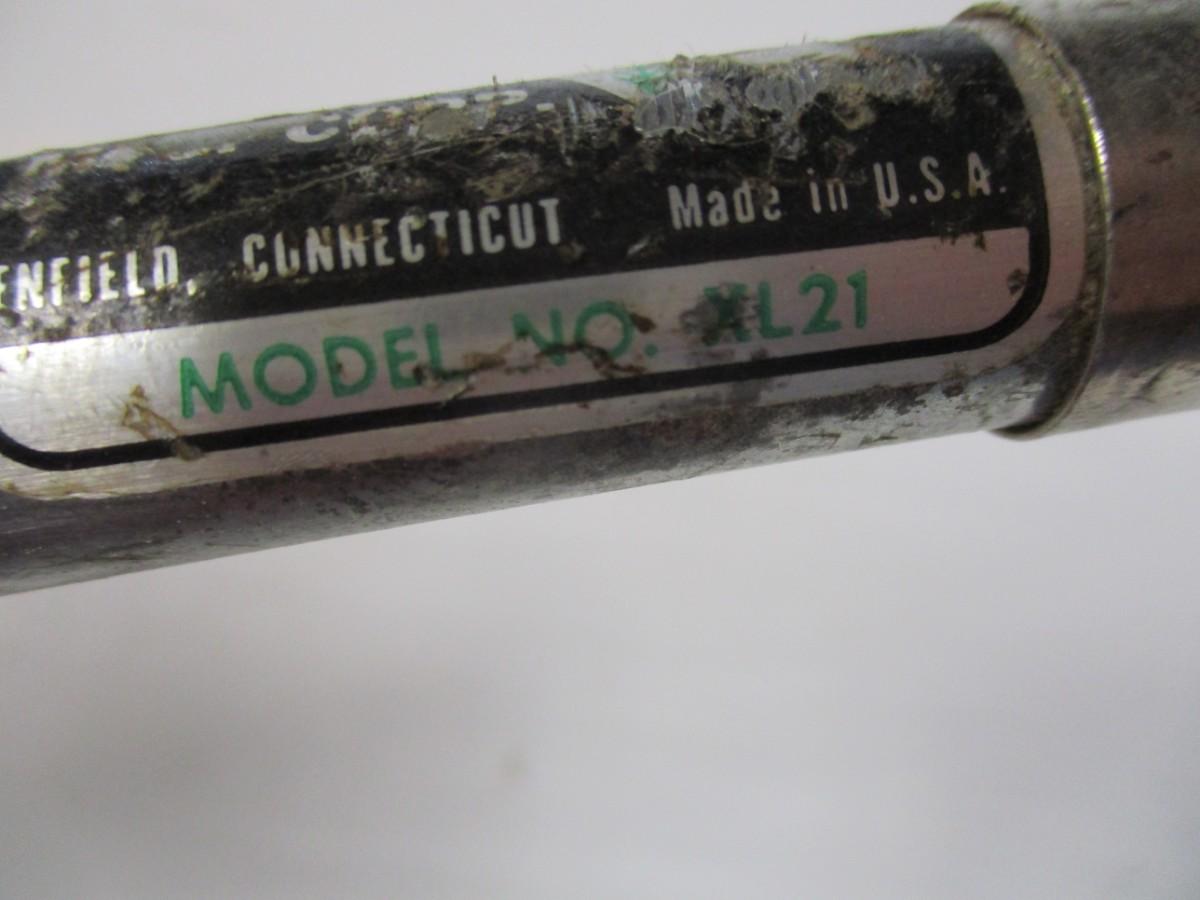 ENFIELD, CONNECTICUT Made in U.S.A.
MODEL NO. XL21